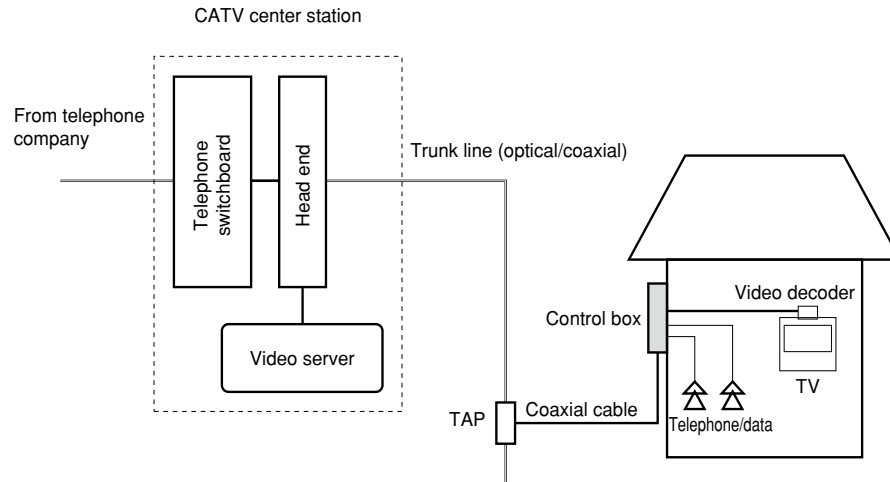 CATV center station
From telephone
company
Telephone
switchboard
Head end
Trunk line (optical/coaxial)
Video server
Control box
Video decoder
TV
TAP
Coaxial cable
Telephone/data